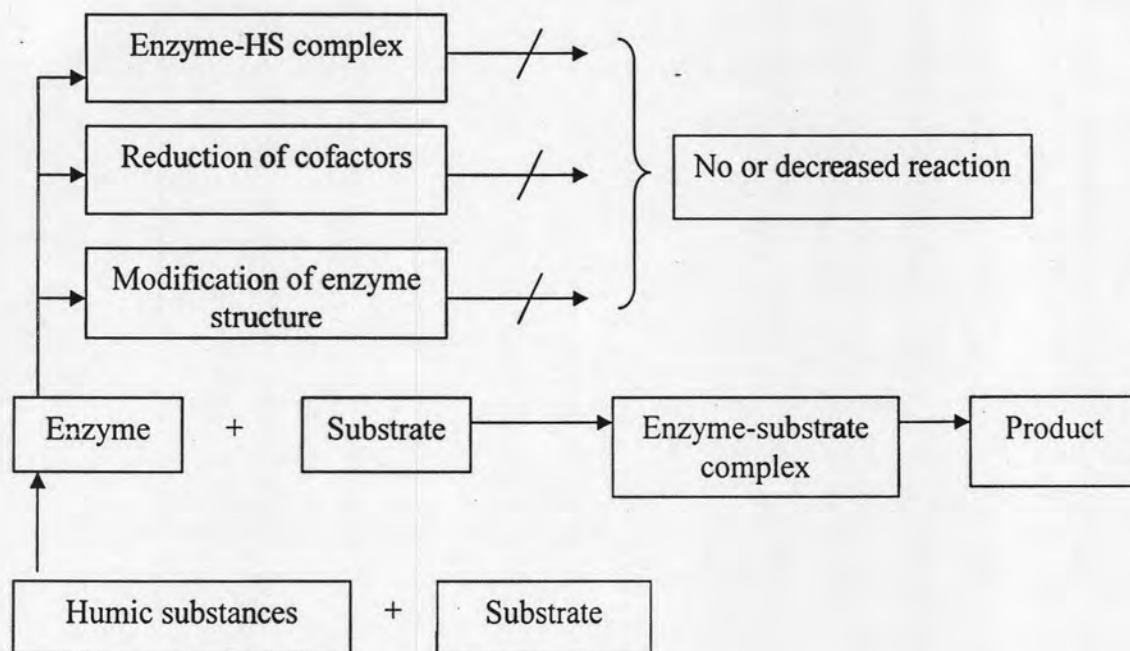 Enzyme-HS complex
Reduction of cofactors
No or decreased reaction
Modification of enzyme
structure
Enzyme
+
Substrate
Enzyme-substrate
complex
Product
Humic substances
+
Substrate